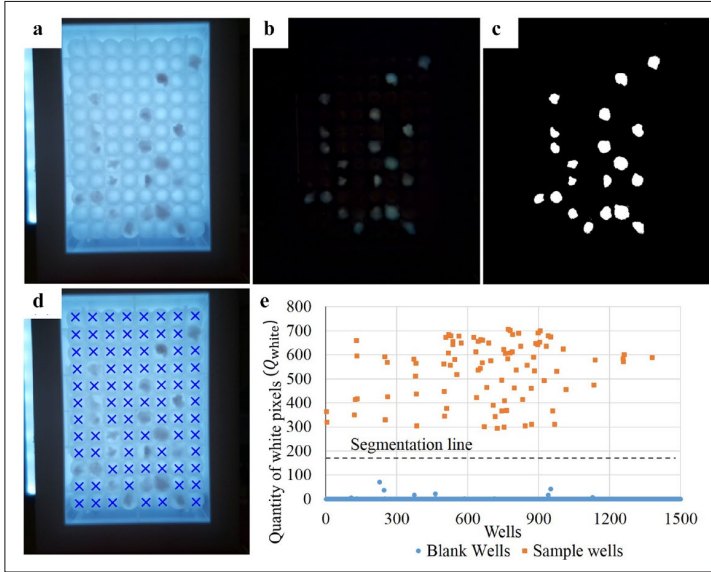 a
b
c
d
e
800
700
600
500
400
300
200
100
0
Quantity of white pixels (Qwhite)
Segmentation line
0 300 600 900 1200 1500
Wells
Blank Wells Sample wells